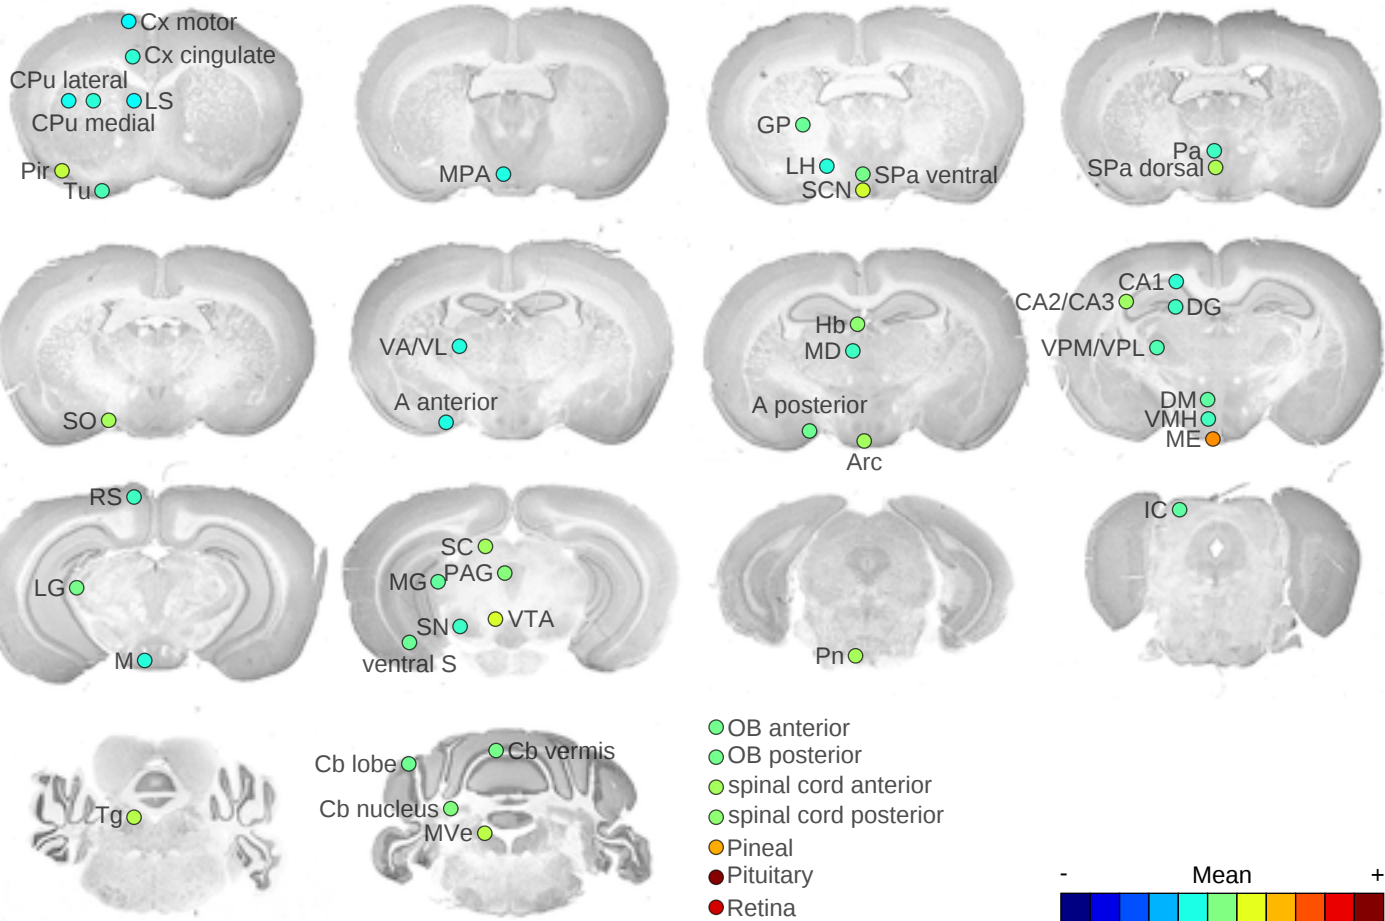 Cx motor
Cx cingulate
CPu lateral
LS
CPu medial
Pir
Tu
MPA
GP
LH
SPa ventral
SCN
Pa
SPa dorsal
SO
VA/VL
A anterior
Hb
MD
A posterior
Arc
CA1
CA2/CA3
DG
VPM/VPL
DM
VMH
ME
RS
LG
M
SC
PAG
MG
VTA
SN
ventral S
Pn
IC
Tg
Cb vermis
Cb lobe
Cb nucleus
MVe
OB anterior
OB posterior
spinal cord anterior
spinal cord posterior
Pineal
Pituitary
Retina
- Mean +